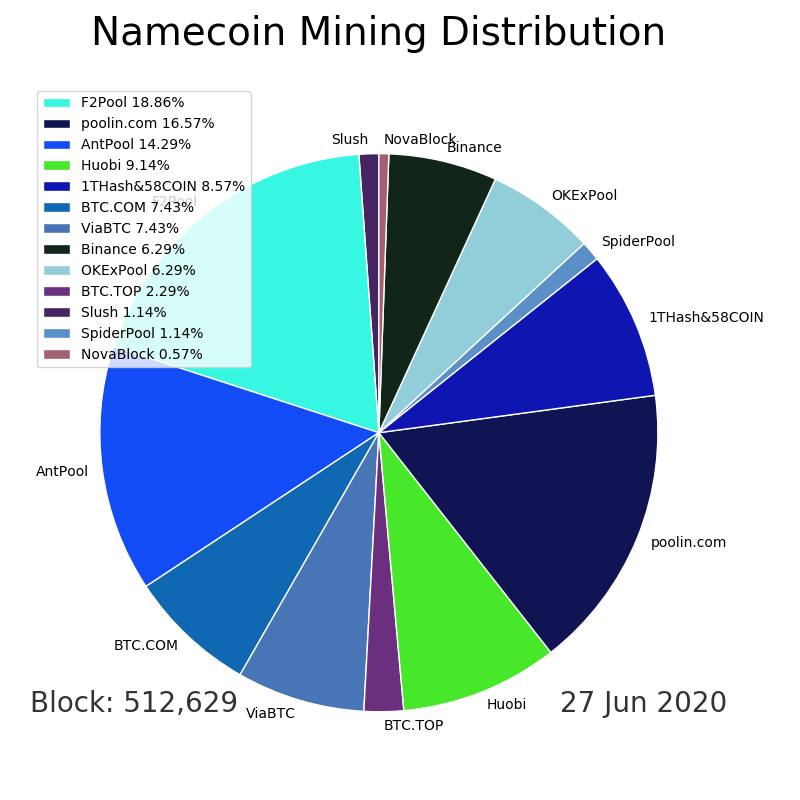 Namecoin Mining Distribution
F2Pool 18.86%
poolin.com 16.57%
AntPool 14.29%
Huobi 9.14%
1THash&58COIN 8.57%
BTC.COM 7.43%
ViaBTC 7.43%
Binance 6.29%
OKExPool 6.29%
BTC.TOP 2.29%
Slush 1.14%
SpiderPool 1.14%
NovaBlock 0.57%
Slush
NovaBlock
Binance
OKExPool
F2Pool
SpiderPool
1THash&58COIN
AntPool
poolin.com
BTC.COM
Block: 512,629
ViaBTC
BTC.TOP
Huobi
27 Jun 2020